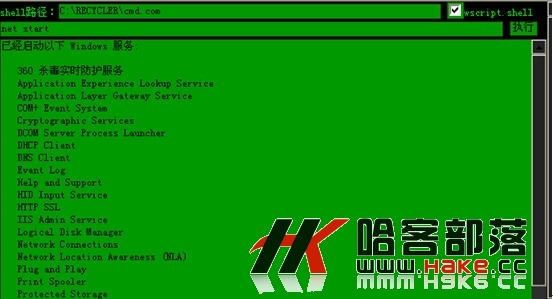 shell路径： C:\RECYCLER\cmd.com wscript.shell
net start 执行
已经启动以下 Windows 服务:
360 杀毒实时防护服务
Application Experience Lookup Service
Application Layer Gateway Service
COM+ Event System
Cryptographic Services
DCOM Server Process Launcher
DHCP Client
DNS Client
Event Log
Help and Support
HID Input Service
HTTP SSL
IIS Admin Service
Logical Disk Manager
Network Connections
Network Location Awareness (NLA)
Plug and Play
Print Spooler
Protected Storage
HK 哈客部落
www.Hake.cc